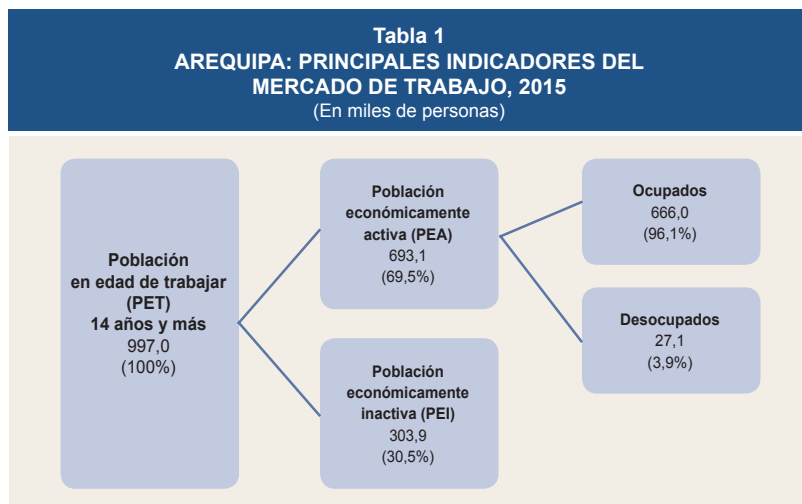 Tabla 1
AREQUIPA: PRINCIPALES INDICADORES DEL
MERCADO DE TRABAJO, 2015
(En miles de personas)
Población
en edad de trabajar
(PET)
14 años y más
997,0
(100%)
Población
económicamente
activa (PEA)
693,1
(69,5%)
Población
económicamente
inactiva (PEI)
303,9
(30,5%)
Ocupados
666,0
(96,1%)
Desocupados
27,1
(3,9%)